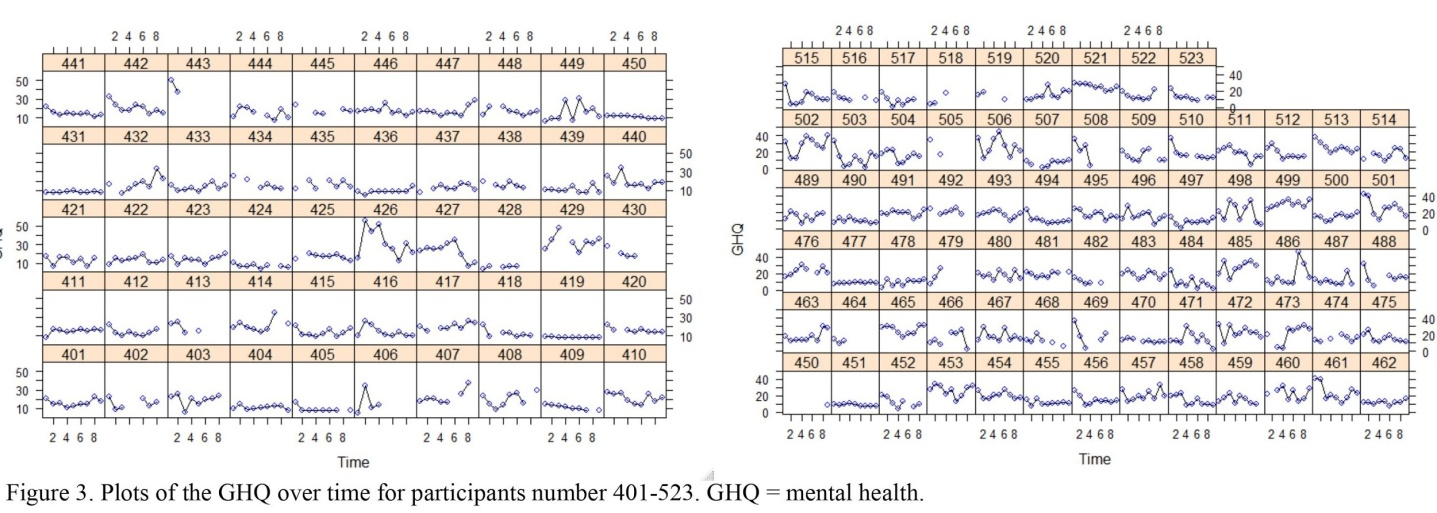 2 4 6 8 2 4 6 8 2 4 6 8 2 4 6 8 2 4 6 8
441 442 443 444 445 446 447 448 449 450
50
30
10
431 432 433 434 435 436 437 438 439 440
50
30
10
421 422 423 424 425 426 427 428 429 430
50
30
10
411 412 413 414 415 416 417 418 419 420
50
30
10
401 402 403 404 405 406 407 408 409 410
50
30
10
2 4 6 8 2 4 6 8 2 4 6 8 2 4 6 8 2 4 6 8
Time
2 4 6 8 2 4 6 8 2 4 6 8 2 4 6 8
515 516 517 518 519 520 521 522 523
40
20
0
502 503 504 505 506 507 508 509 510 511 512 513 514
40
20
0
489 490 491 492 493 494 495 496 497 498 499 500 501
40
20
0
GHQ
476 477 478 479 480 481 482 483 484 485 486 487 488
40
20
0
463 464 465 466 467 468 469 470 471 472 473 474 475
40
20
0
450 451 452 453 454 455 456 457 458 459 460 461 462
40
20
0
2 4 6 8 2 4 6 8 2 4 6 8 2 4 6 8 2 4 6 8 2 4 6 8 2 4 6 8
Time
Figure 3. Plots of the GHQ over time for participants number 401-523. GHQ = mental health.